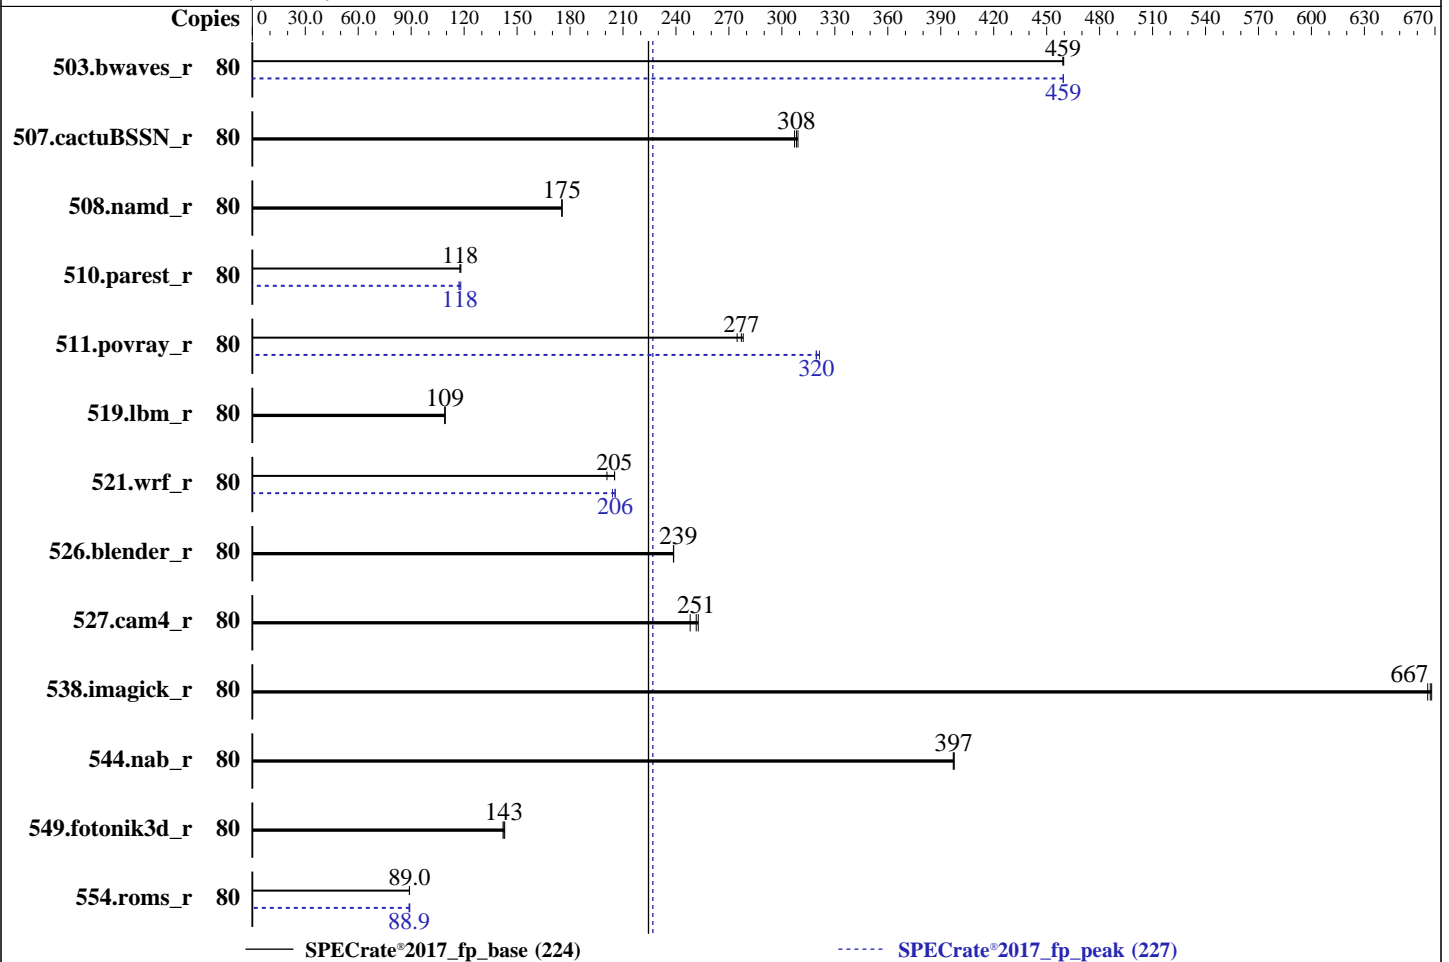 Copies 0 30.0 60.0 90.0 120 150 180 210 240 270 300 330 360 390 420 450 480 510 540 570 600 630 670
503.bwaves_r 80 459
459
507.cactuBSSN_r 80 308
508.namd_r 80 175
510.parest_r 80 118
118
511.povray_r 80 277
320
519.lbm_r 80 109
521.wrf_r 80 205
206
526.blender_r 80 239
527.cam4_r 80 251
538.imagick_r 80 667
544.nab_r 80 397
549.fotonik3d_r 80 143
554.roms_r 80 89.0
88.9
SPECrate®2017_fp_base (224) SPECrate®2017_fp_peak (227)